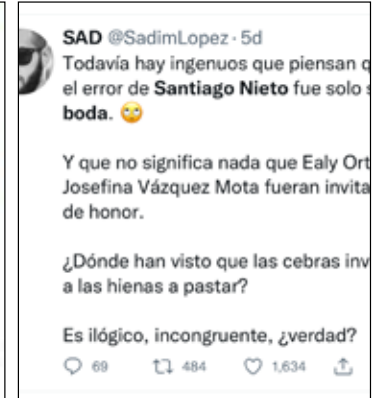 SAD @SadimLopez · 5d
Todavía hay ingenuos que piensan q
el error de Santiago Nieto fue solo s
boda. 🙄
Y que no significa nada que Ealy Ort
Josefina Vázquez Mota fueran invita
de honor.
¿Dónde han visto que las cebras inv
a las hienas a pastar?
Es ilógico, incongruente, ¿verdad?
69 484 1,634